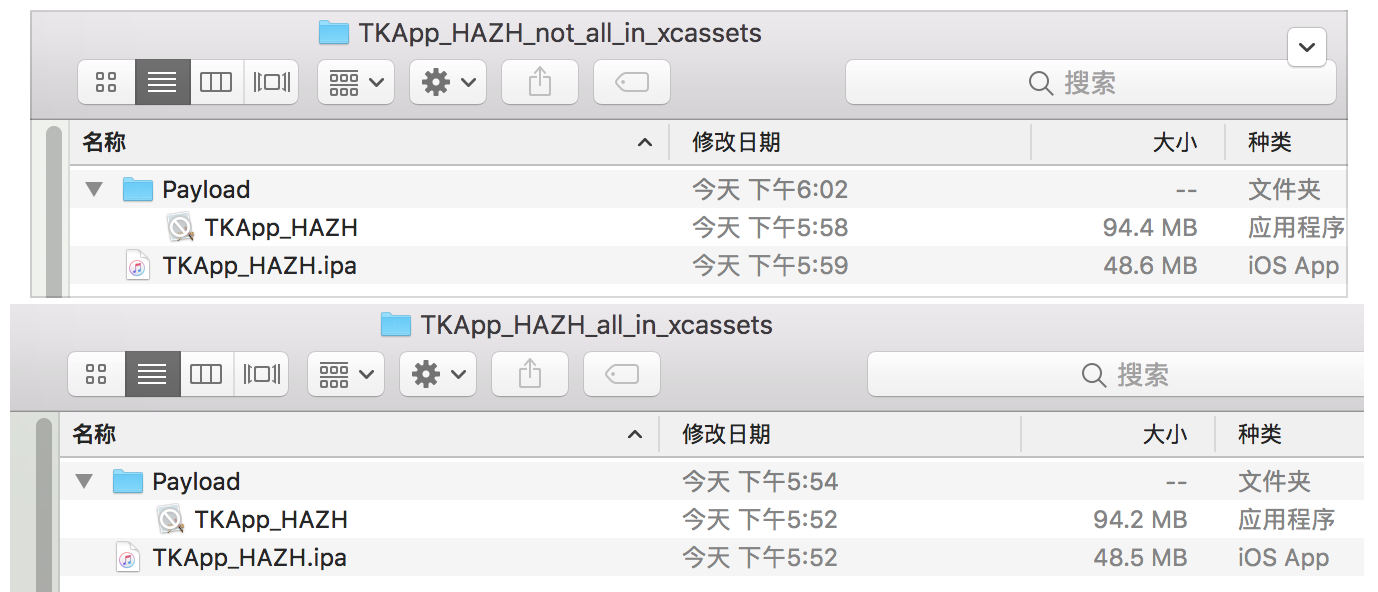 TKApp_HAZH_not_all_in_xcassets
搜索
名称 修改日期 大小 种类
Payload 今天 下午6:02 -- 文件夹
TKApp_HAZH 今天 下午5:58 94.4 MB 应用程序
TKApp_HAZH.ipa 今天 下午5:59 48.6 MB iOS App
TKApp_HAZH_all_in_xcassets
搜索
名称 修改日期 大小 种类
Payload 今天 下午5:54 -- 文件夹
TKApp_HAZH 今天 下午5:52 94.2 MB 应用程序
TKApp_HAZH.ipa 今天 下午5:52 48.5 MB iOS App